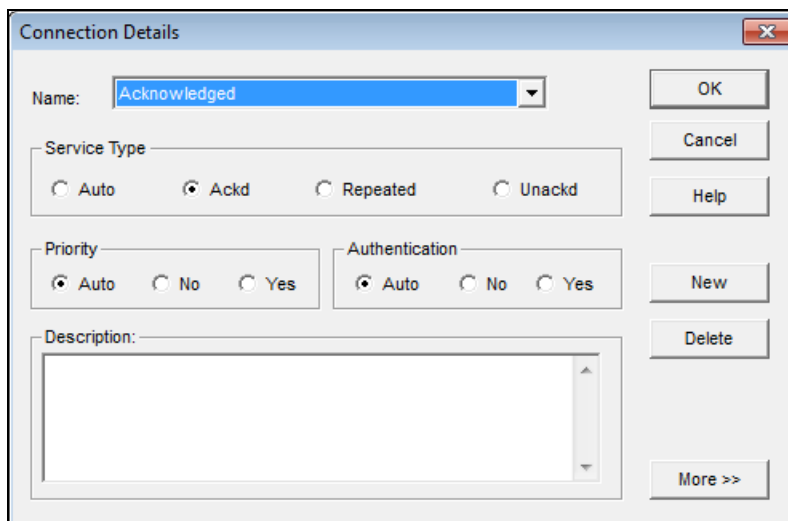 Connection Details
Name: Acknowledged
OK
Cancel
Help
Service Type
Auto Ackd Repeated Unackd
Priority
Auto No Yes
Authentication
Auto No Yes
New
Delete
Description:
More >>